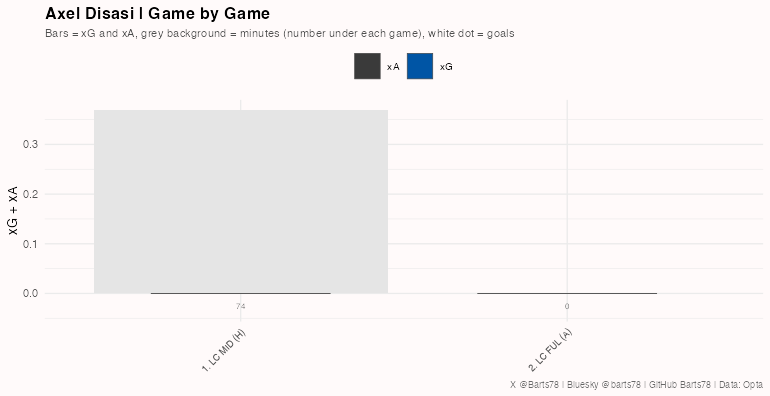 Axel Disasi | Game by Game
Bars = xG and xA, grey background = minutes (number under each game), white dot = goals
xA xG
xG + xA
0.3
0.2
0.1
0.0
74 0
1. LC MID (H) 2. LC FUL (A)
X @Barts78 | Bluesky @barts78 | GitHub Barts78 | Data: Opta